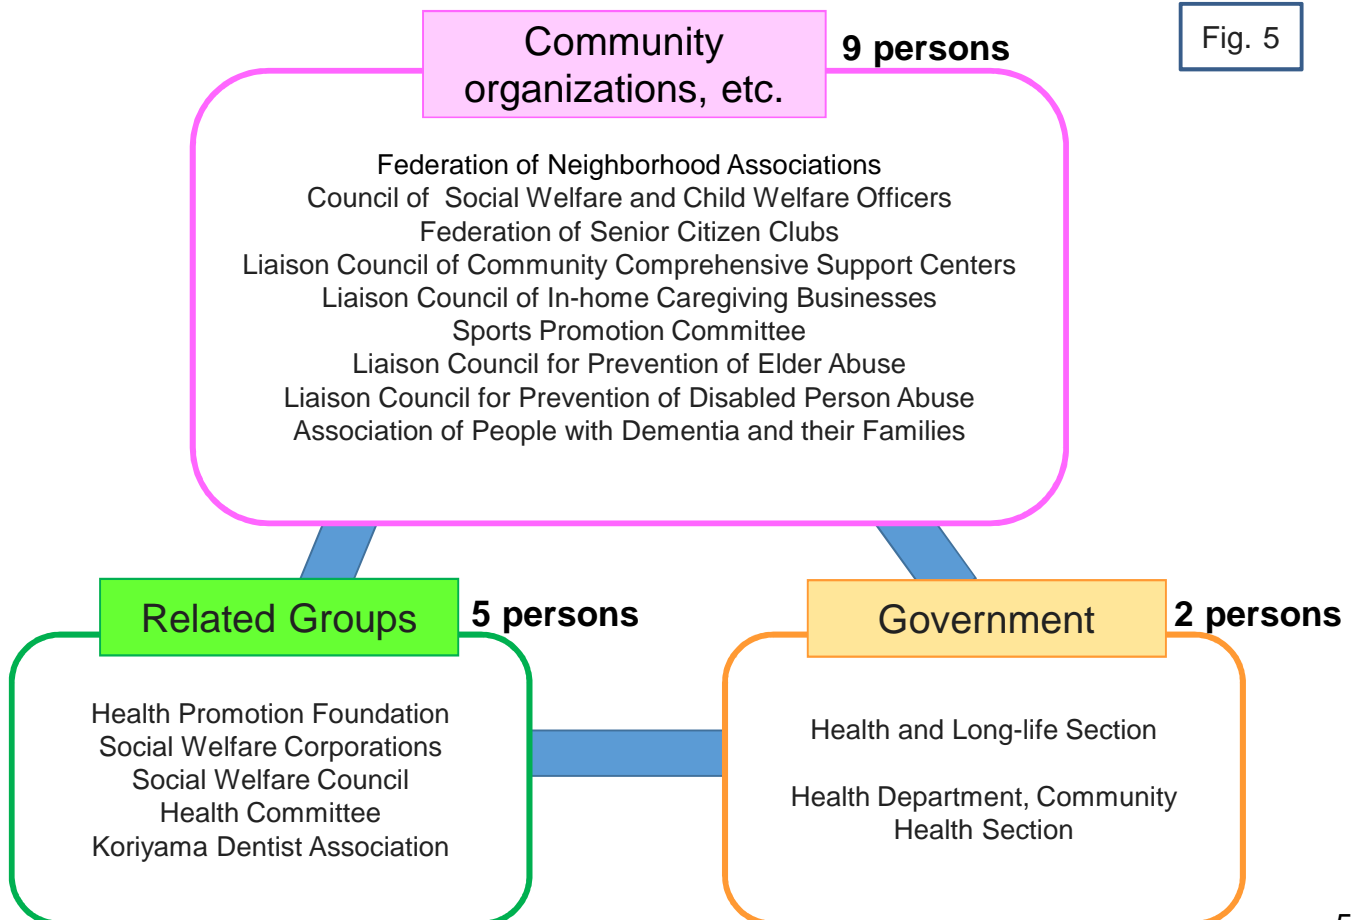 Fig. 5
Community
organizations, etc.
9 persons
Federation of Neighborhood Associations
Council of Social Welfare and Child Welfare Officers
Federation of Senior Citizen Clubs
Liaison Council of Community Comprehensive Support Centers
Liaison Council of In-home Caregiving Businesses
Sports Promotion Committee
Liaison Council for Prevention of Elder Abuse
Liaison Council for Prevention of Disabled Person Abuse
Association of People with Dementia and their Families
Related Groups
5 persons
Health Promotion Foundation
Social Welfare Corporations
Social Welfare Council
Health Committee
Koriyama Dentist Association
Government
2 persons
Health and Long-life Section
Health Department, Community
Health Section
5